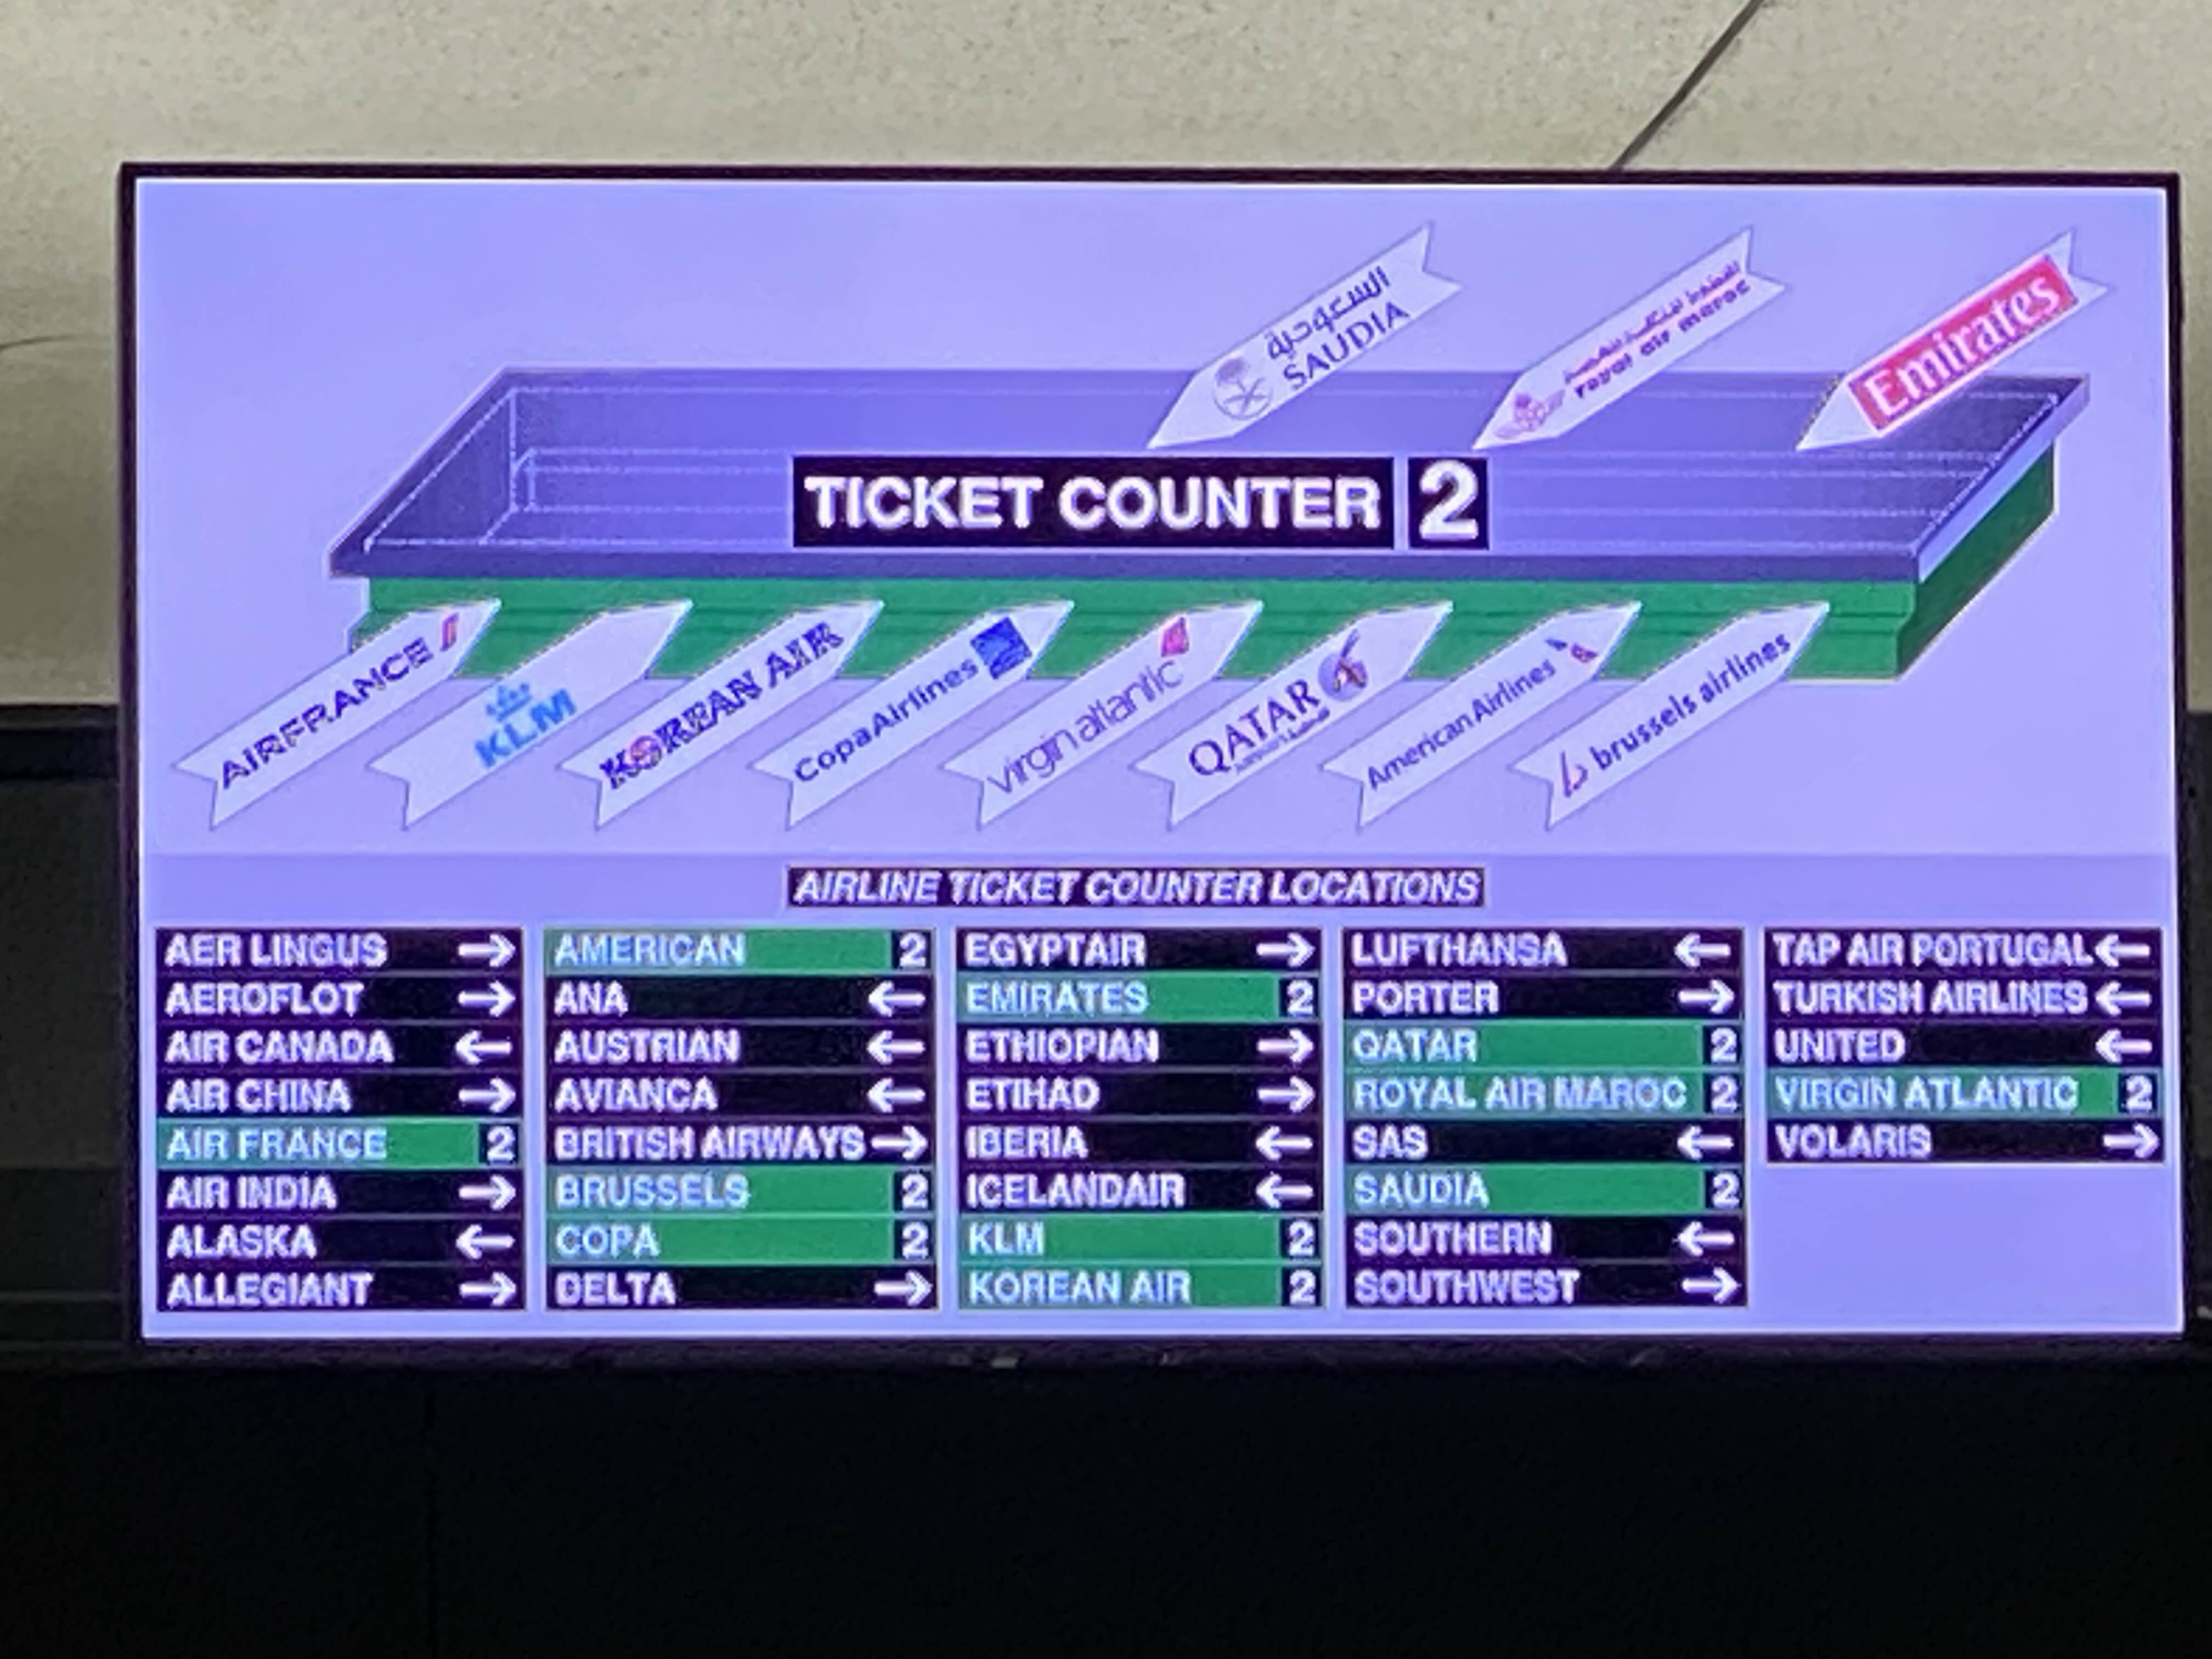 السعودية
SAUDIA
الخطوط الملكية المغربية
royal air maroc
Emirates
TICKET COUNTER 2
AIRFRANCE
KLM
KOREAN AIR
CopaAirlines
virgin atlantic
QATAR
American Airlines
brussels airlines
AIRLINE TICKET COUNTER LOCATIONS
AER LINGUS →
AEROFLOT →
AIR CANADA ←
AIR CHINA →
AIR FRANCE 2
AIR INDIA →
ALASKA ←
ALLEGIANT →
AMERICAN 2
ANA ←
AUSTRIAN ←
AVIANCA ←
BRITISH AIRWAYS →
BRUSSELS 2
COPA 2
DELTA →
EGYPTAIR →
EMIRATES 2
ETHIOPIAN →
ETIHAD →
IBERIA ←
ICELANDAIR ←
KLM 2
KOREAN AIR 2
LUFTHANSA ←
PORTER →
QATAR 2
ROYAL AIR MAROC 2
SAS ←
SAUDIA 2
SOUTHERN ←
SOUTHWEST →
TAP AIR PORTUGAL ←
TURKISH AIRLINES ←
UNITED ←
VIRGIN ATLANTIC 2
VOLARIS →